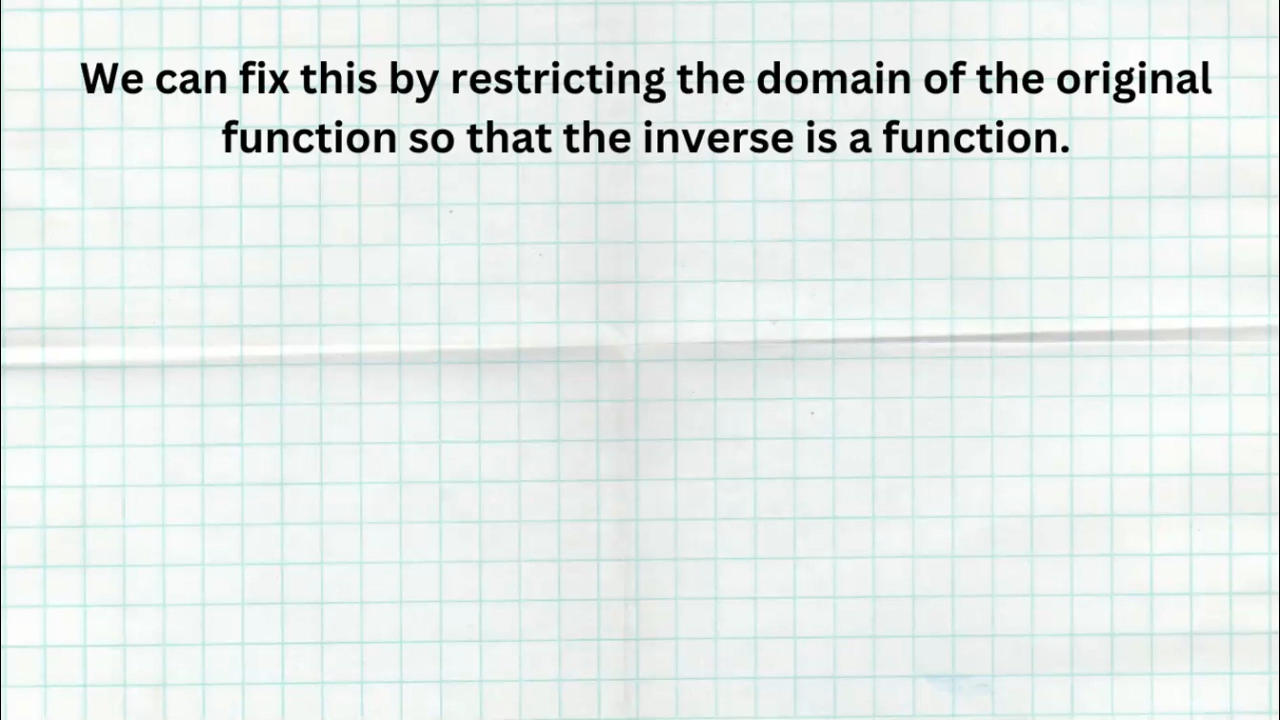 We can fix this by restricting the domain of the original
function so that the inverse is a function.